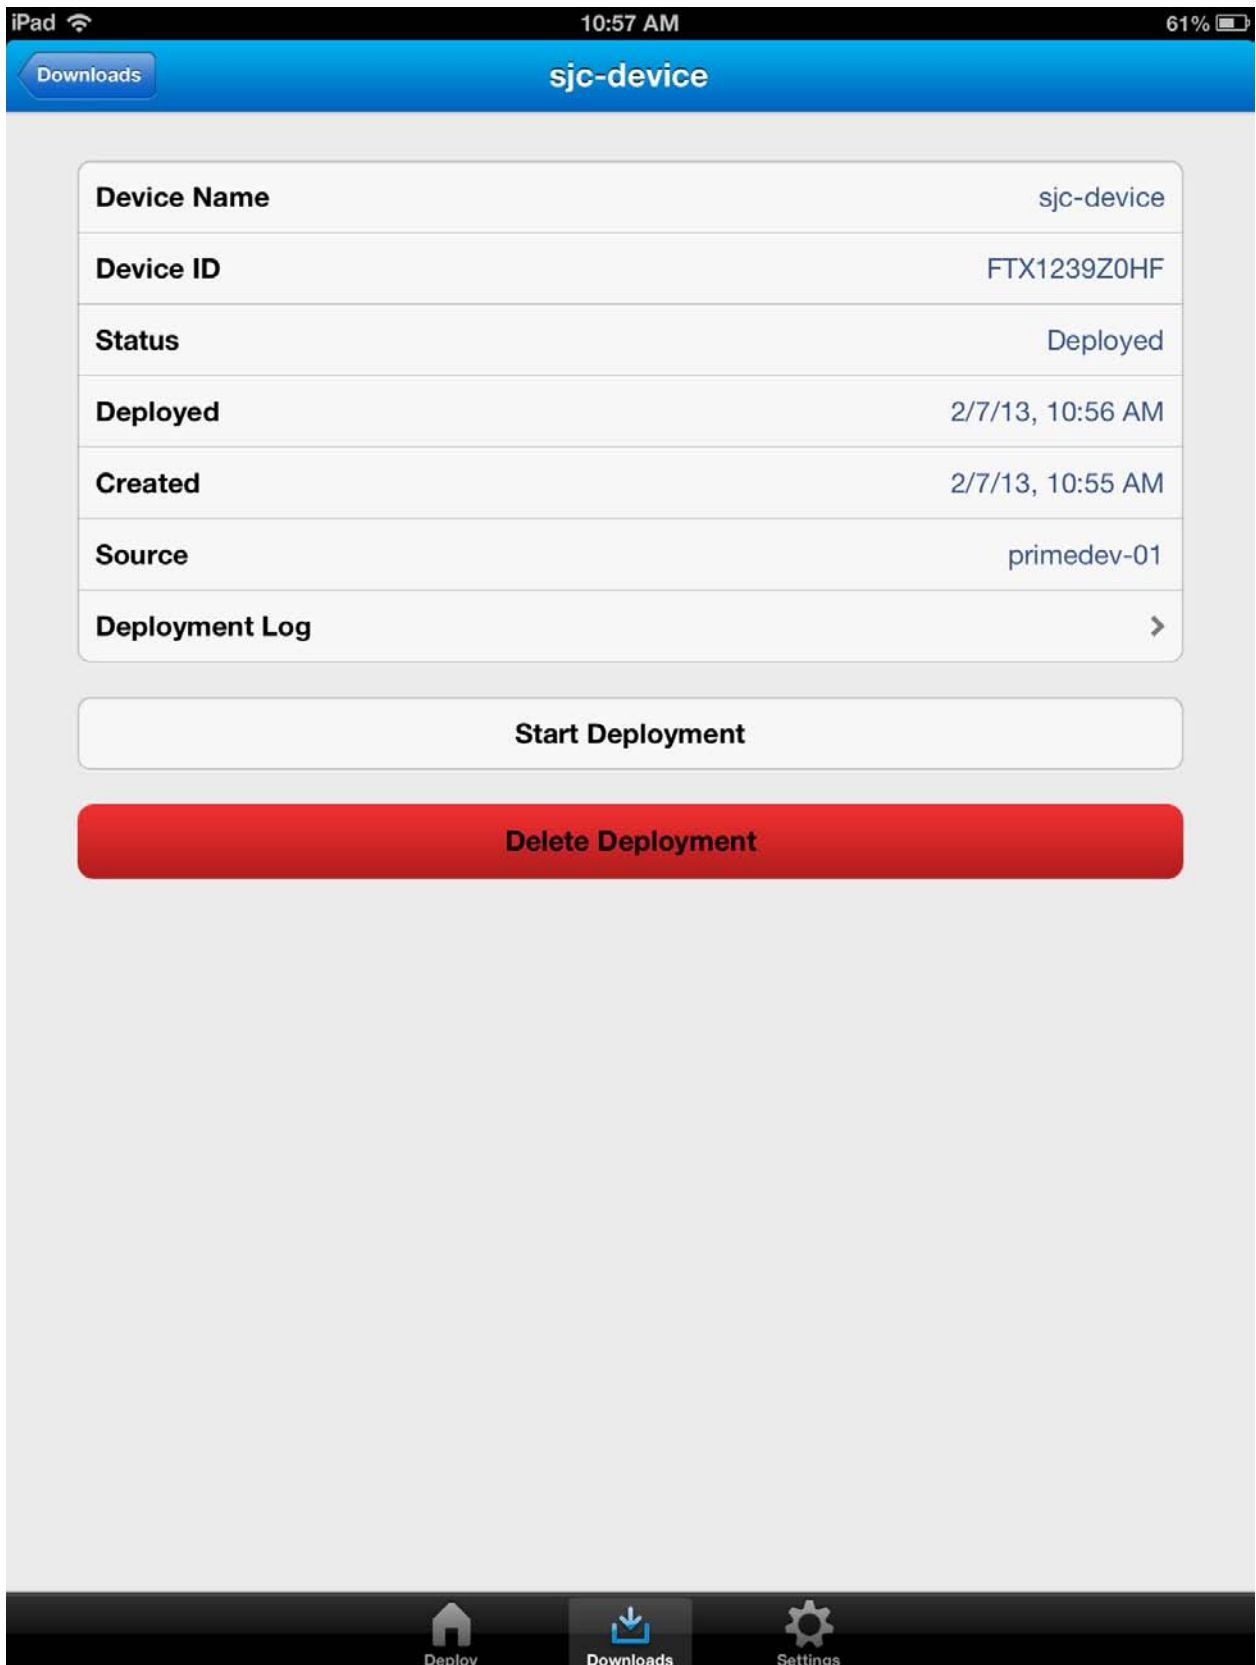 iPad 10:57 AM 61%
Downloads sjc-device
Device Name sjc-device
Device ID FTX1239Z0HF
Status Deployed
Deployed 2/7/13, 10:56 AM
Created 2/7/13, 10:55 AM
Source primedev-01
Deployment Log
Start Deployment
Delete Deployment
Deploy Downloads Settings